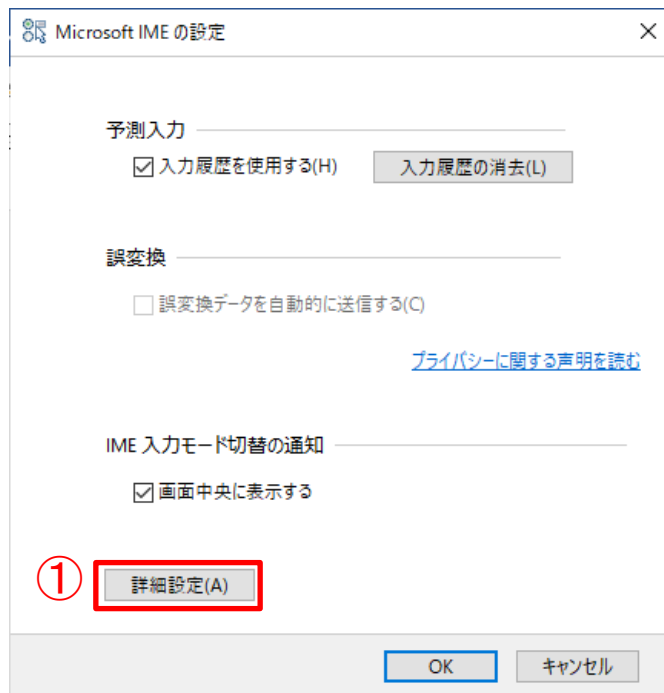 Microsoft IME の設定
予測入力
入力履歴を使用する(H)
入力履歴の消去(L)
誤変換
誤変換データを自動的に送信する(C)
プライバシーに関する声明を読む
IME 入力モード切替の通知
画面中央に表示する
①
詳細設定(A)
OK
キャンセル